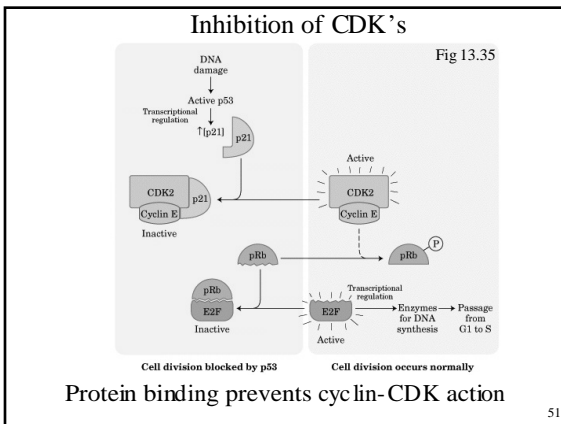 Inhibition of CDK's
Fig 13.35
DNA
damage
Active p53
Transcriptional
regulation
↑[p21]
p21
CDK2
p21
Cyclin E
Inactive
Active
CDK2
Cyclin E
pRb
pRb
P
pRb
E2F
Inactive
E2F
Active
Transcriptional
regulation
Enzymes
for DNA
synthesis
Passage
from
G1 to S
Cell division blocked by p53
Cell division occurs normally
Protein binding prevents cyclin-CDK action
51